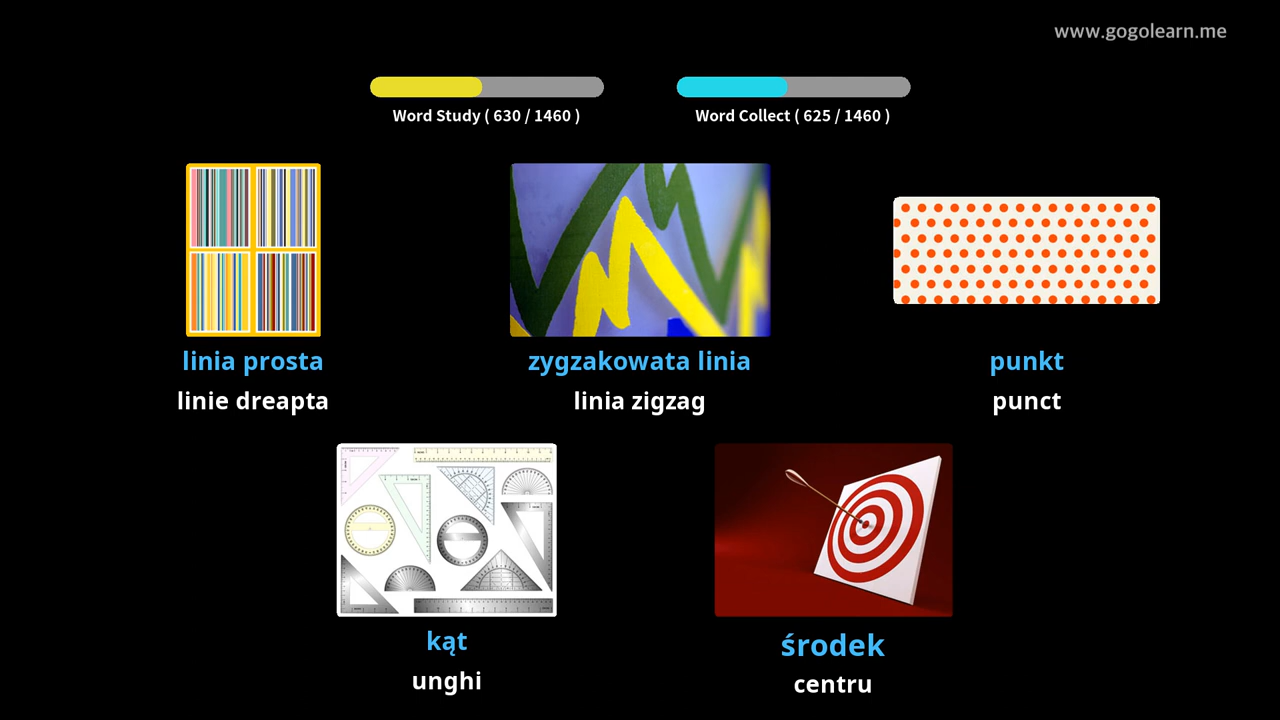 www.gogolearn.me
Word Study ( 630 / 1460 )
Word Collect ( 625 / 1460 )
linia prosta
linie dreapta
zygzakowata linia
linia zigzag
punkt
punct
kąt
unghi
środek
centru